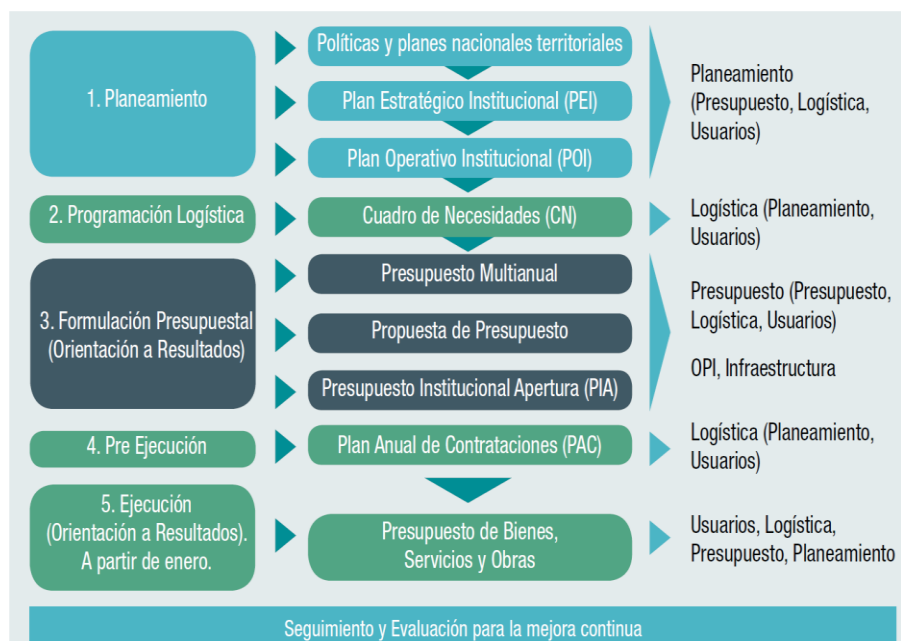 1. Planeamiento
Políticas y planes nacionales territoriales
Plan Estratégico Institucional (PEI)
Plan Operativo Institucional (POI)
Planeamiento
(Presupuesto, Logística,
Usuarios)
2. Programación Logística
Cuadro de Necesidades (CN)
Logística (Planeamiento,
Usuarios)
3. Formulación Presupuestal
(Orientación a Resultados)
Presupuesto Multianual
Propuesta de Presupuesto
Presupuesto Institucional Apertura (PIA)
Presupuesto (Presupuesto,
Logística, Usuarios)
OPI, Infraestructura
4. Pre Ejecución
Plan Anual de Contrataciones (PAC)
Logística (Planeamiento,
Usuarios)
5. Ejecución
(Orientación a Resultados).
A partir de enero.
Presupuesto de Bienes,
Servicios y Obras
Usuarios, Logística,
Presupuesto, Planeamiento
Seguimiento y Evaluación para la mejora continua